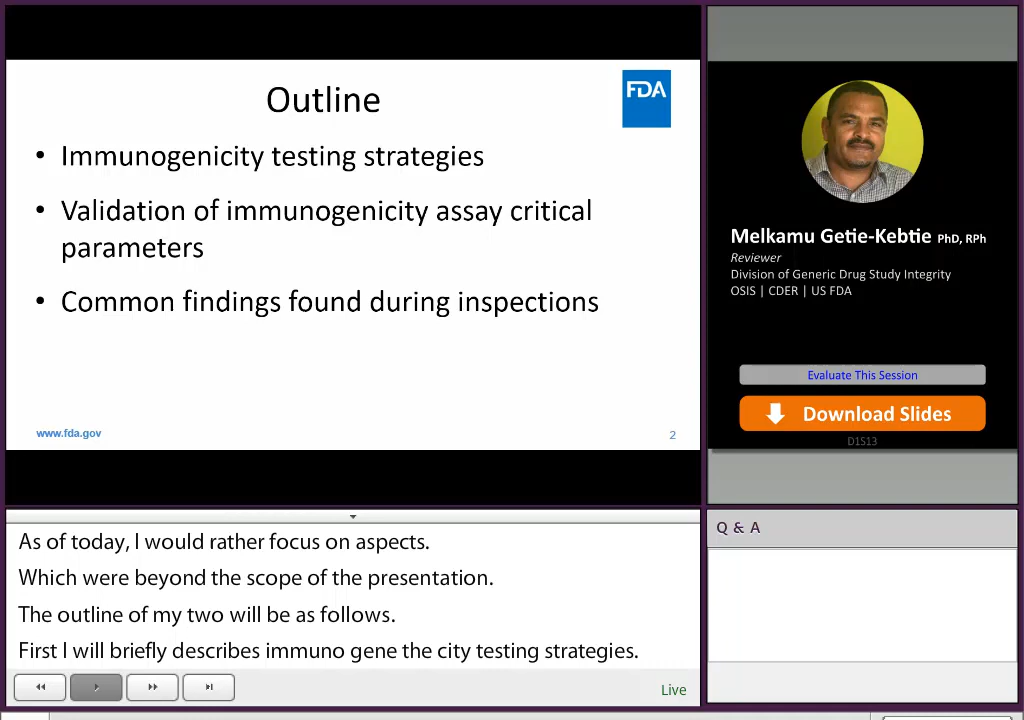 Outline
FDA
• Immunogenicity testing strategies
• Validation of immunogenicity assay critical
parameters
• Common findings found during inspections
www.fda.gov
2
Melkamu Getie-Kebtie PhD, RPh
Reviewer
Division of Generic Drug Study Integrity
OSIS | CDER | US FDA
Evaluate This Session
Download Slides
D1S13
As of today, I would rather focus on aspects.
Which were beyond the scope of the presentation.
The outline of my two will be as follows.
First I will briefly describes immuno gene the city testing strategies.
Live
Q & A